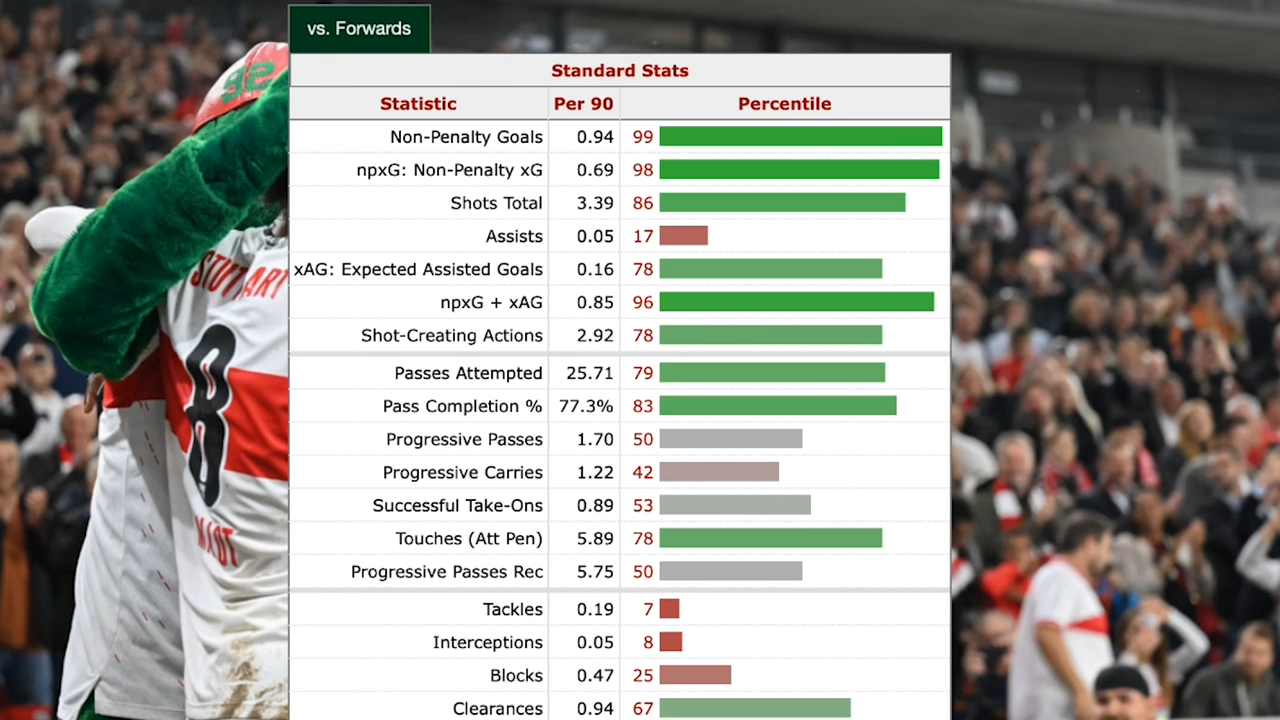 vs. Forwards
Standard Stats
Statistic Per 90 Percentile
Non-Penalty Goals 0.94 99
npxG: Non-Penalty xG 0.69 98
Shots Total 3.39 86
Assists 0.05 17
xAG: Expected Assisted Goals 0.16 78
npxG + xAG 0.85 96
Shot-Creating Actions 2.92 78
Passes Attempted 25.71 79
Pass Completion % 77.3% 83
Progressive Passes 1.70 50
Progressive Carries 1.22 42
Successful Take-Ons 0.89 53
Touches (Att Pen) 5.89 78
Progressive Passes Rec 5.75 50
Tackles 0.19 7
Interceptions 0.05 8
Blocks 0.47 25
Clearances 0.94 67
92
STUTTGART
8